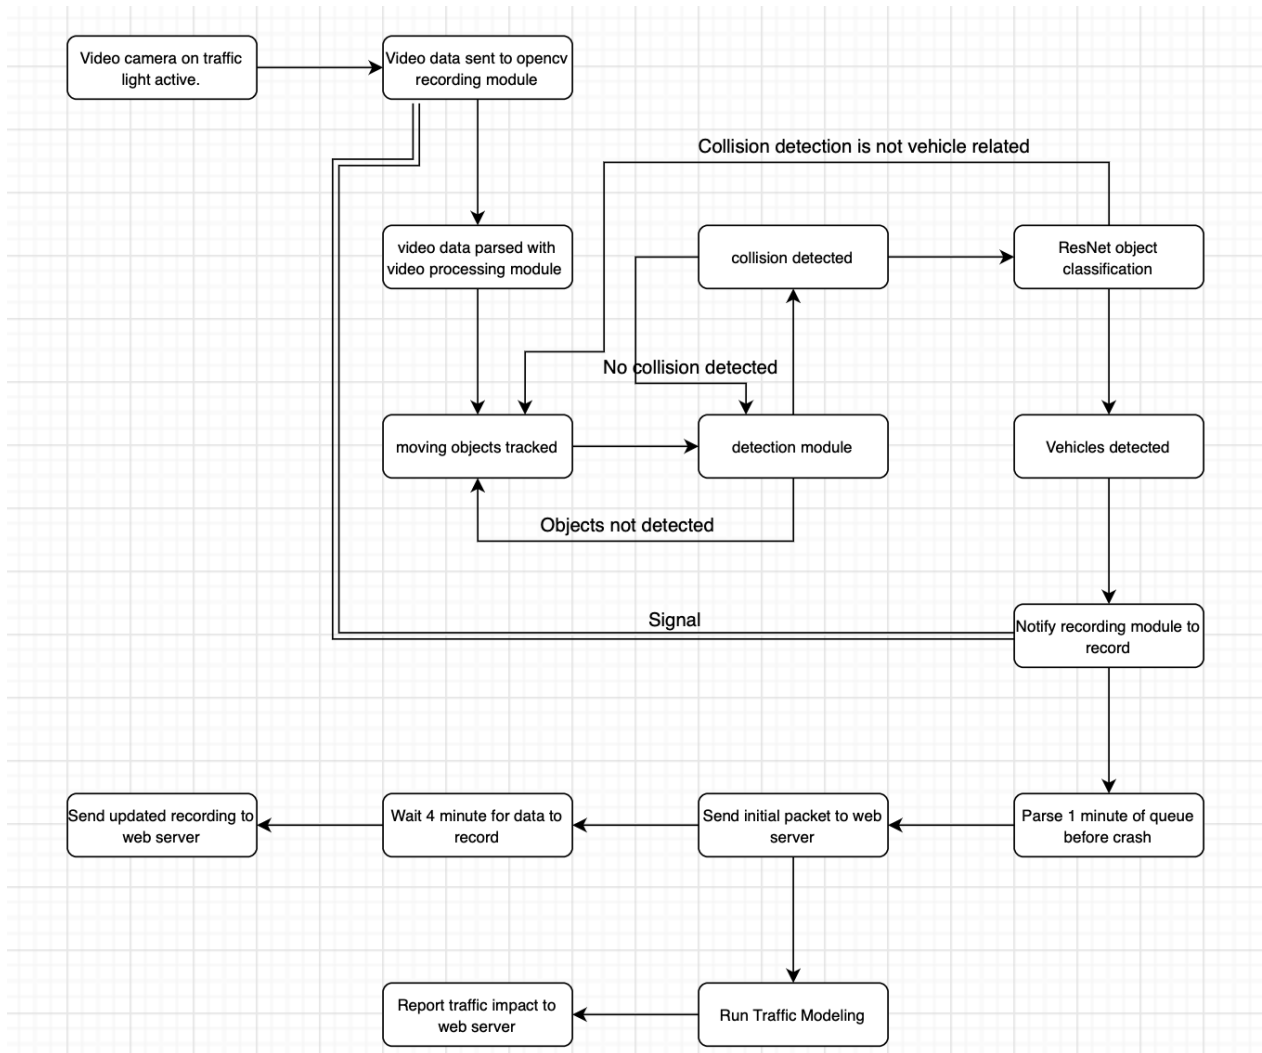 Video camera on traffic
light active.
Video data sent to opencv
recording module
Collision detection is not vehicle related
video data parsed with
video processing module
collision detected
ResNet object
classification
No collision detected
moving objects tracked
detection module
Vehicles detected
Objects not detected
Signal
Notify recording module to
record
Send updated recording to
web server
Wait 4 minute for data to
record
Send initial packet to web
server
Parse 1 minute of queue
before crash
Report traffic impact to
web server
Run Traffic Modeling